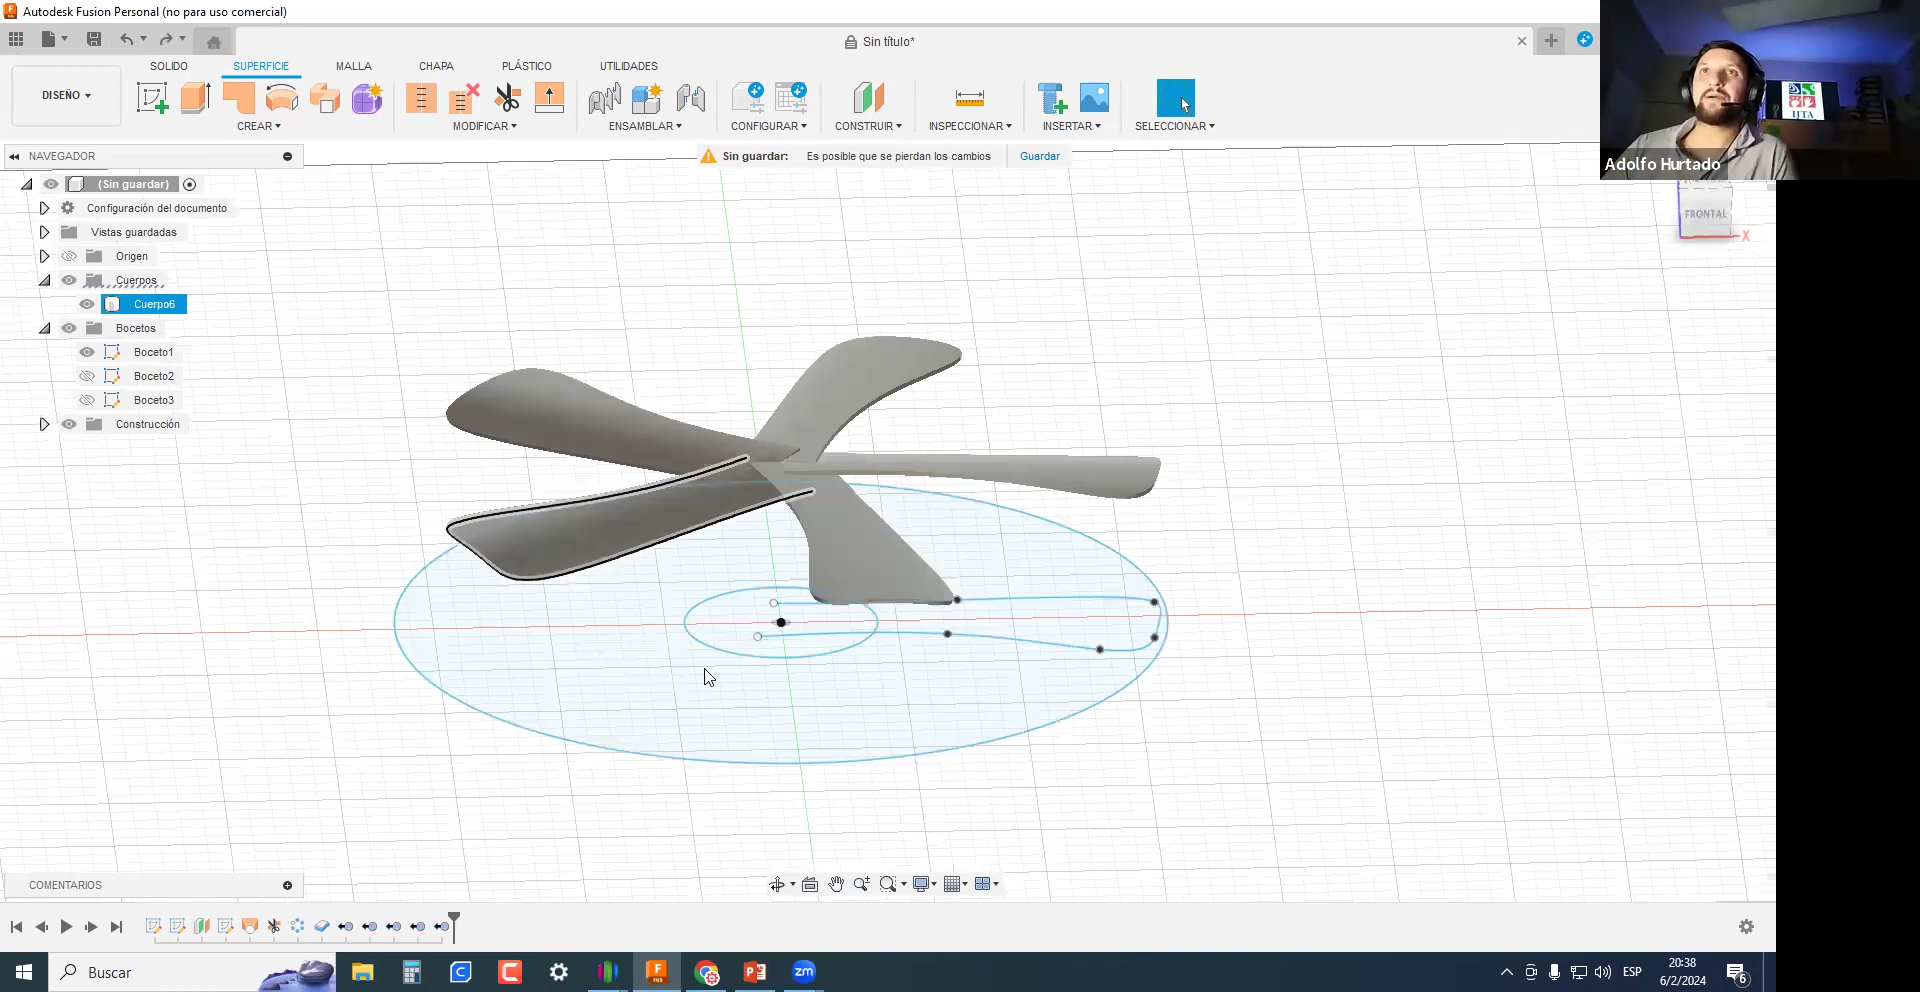 Autodesk Fusion Personal (no para uso comercial)
Sin título*
SOLIDO SUPERFICIE MALLA CHAPA PLÁSTICO UTILIDADES
DISEÑO
CREAR MODIFICAR ENSAMBLAR CONFIGURAR CONSTRUIR INSPECCIONAR INSERTAR SELECCIONAR
IJTA
Adolfo Hurtado
NAVEGADOR
Sin guardar: Es posible que se pierdan los cambios Guardar
(Sin guardar)
Configuración del documento
Vistas guardadas
Origen
Cuerpos
Cuerpo6
Bocetos
Boceto1
Boceto2
Boceto3
Construcción
FRONTAL
X
COMENTARIOS
Buscar
zm
ESP
20:38
6/2/2024
6